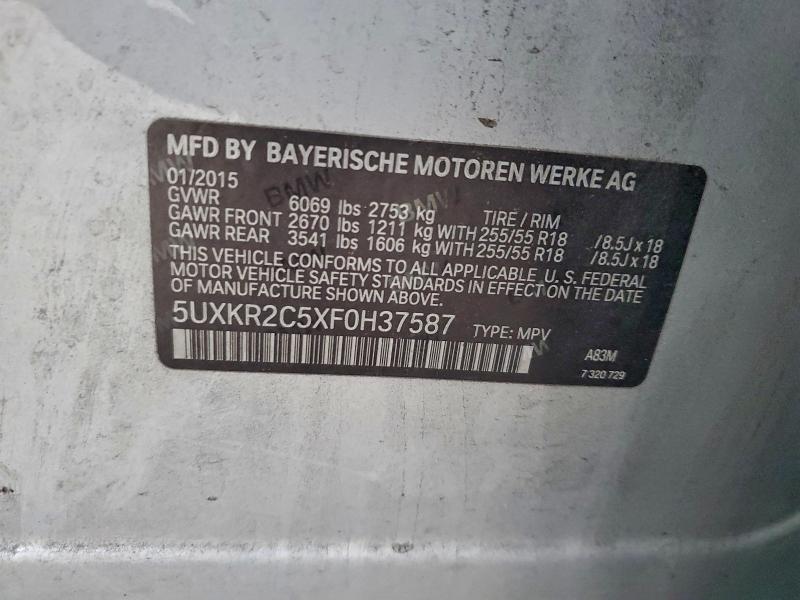 MFD BY BAYERISCHE MOTOREN WERKE AG
01/2015
GVWR 6069 lbs 2753 kg TIRE / RIM
GAWR FRONT 2670 lbs 1211 kg WITH 255/55 R18 /8.5J x 18
GAWR REAR 3541 lbs 1606 kg WITH 255/55 R18 /8.5J x 18
THIS VEHICLE CONFORMS TO ALL APPLICABLE, U. S. FEDERAL
MOTOR VEHICLE SAFETY STANDARDS IN EFFECT ON THE DATE
OF MANUFACTURE SHOWN ABOVE.
5UXKR2C5XF0H37587 TYPE: MPV
A83M
7 320 729